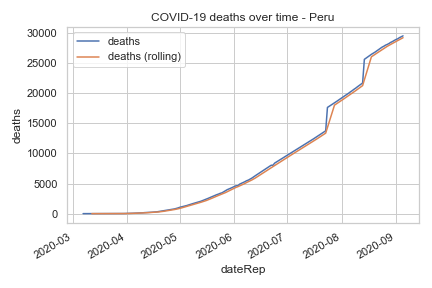 COVID-19 deaths over time - Peru
deaths
deaths (rolling)
30000
25000
20000
15000
10000
5000
0
deaths
2020-03
2020-04
2020-05
2020-06
2020-07
2020-08
2020-09
dateRep